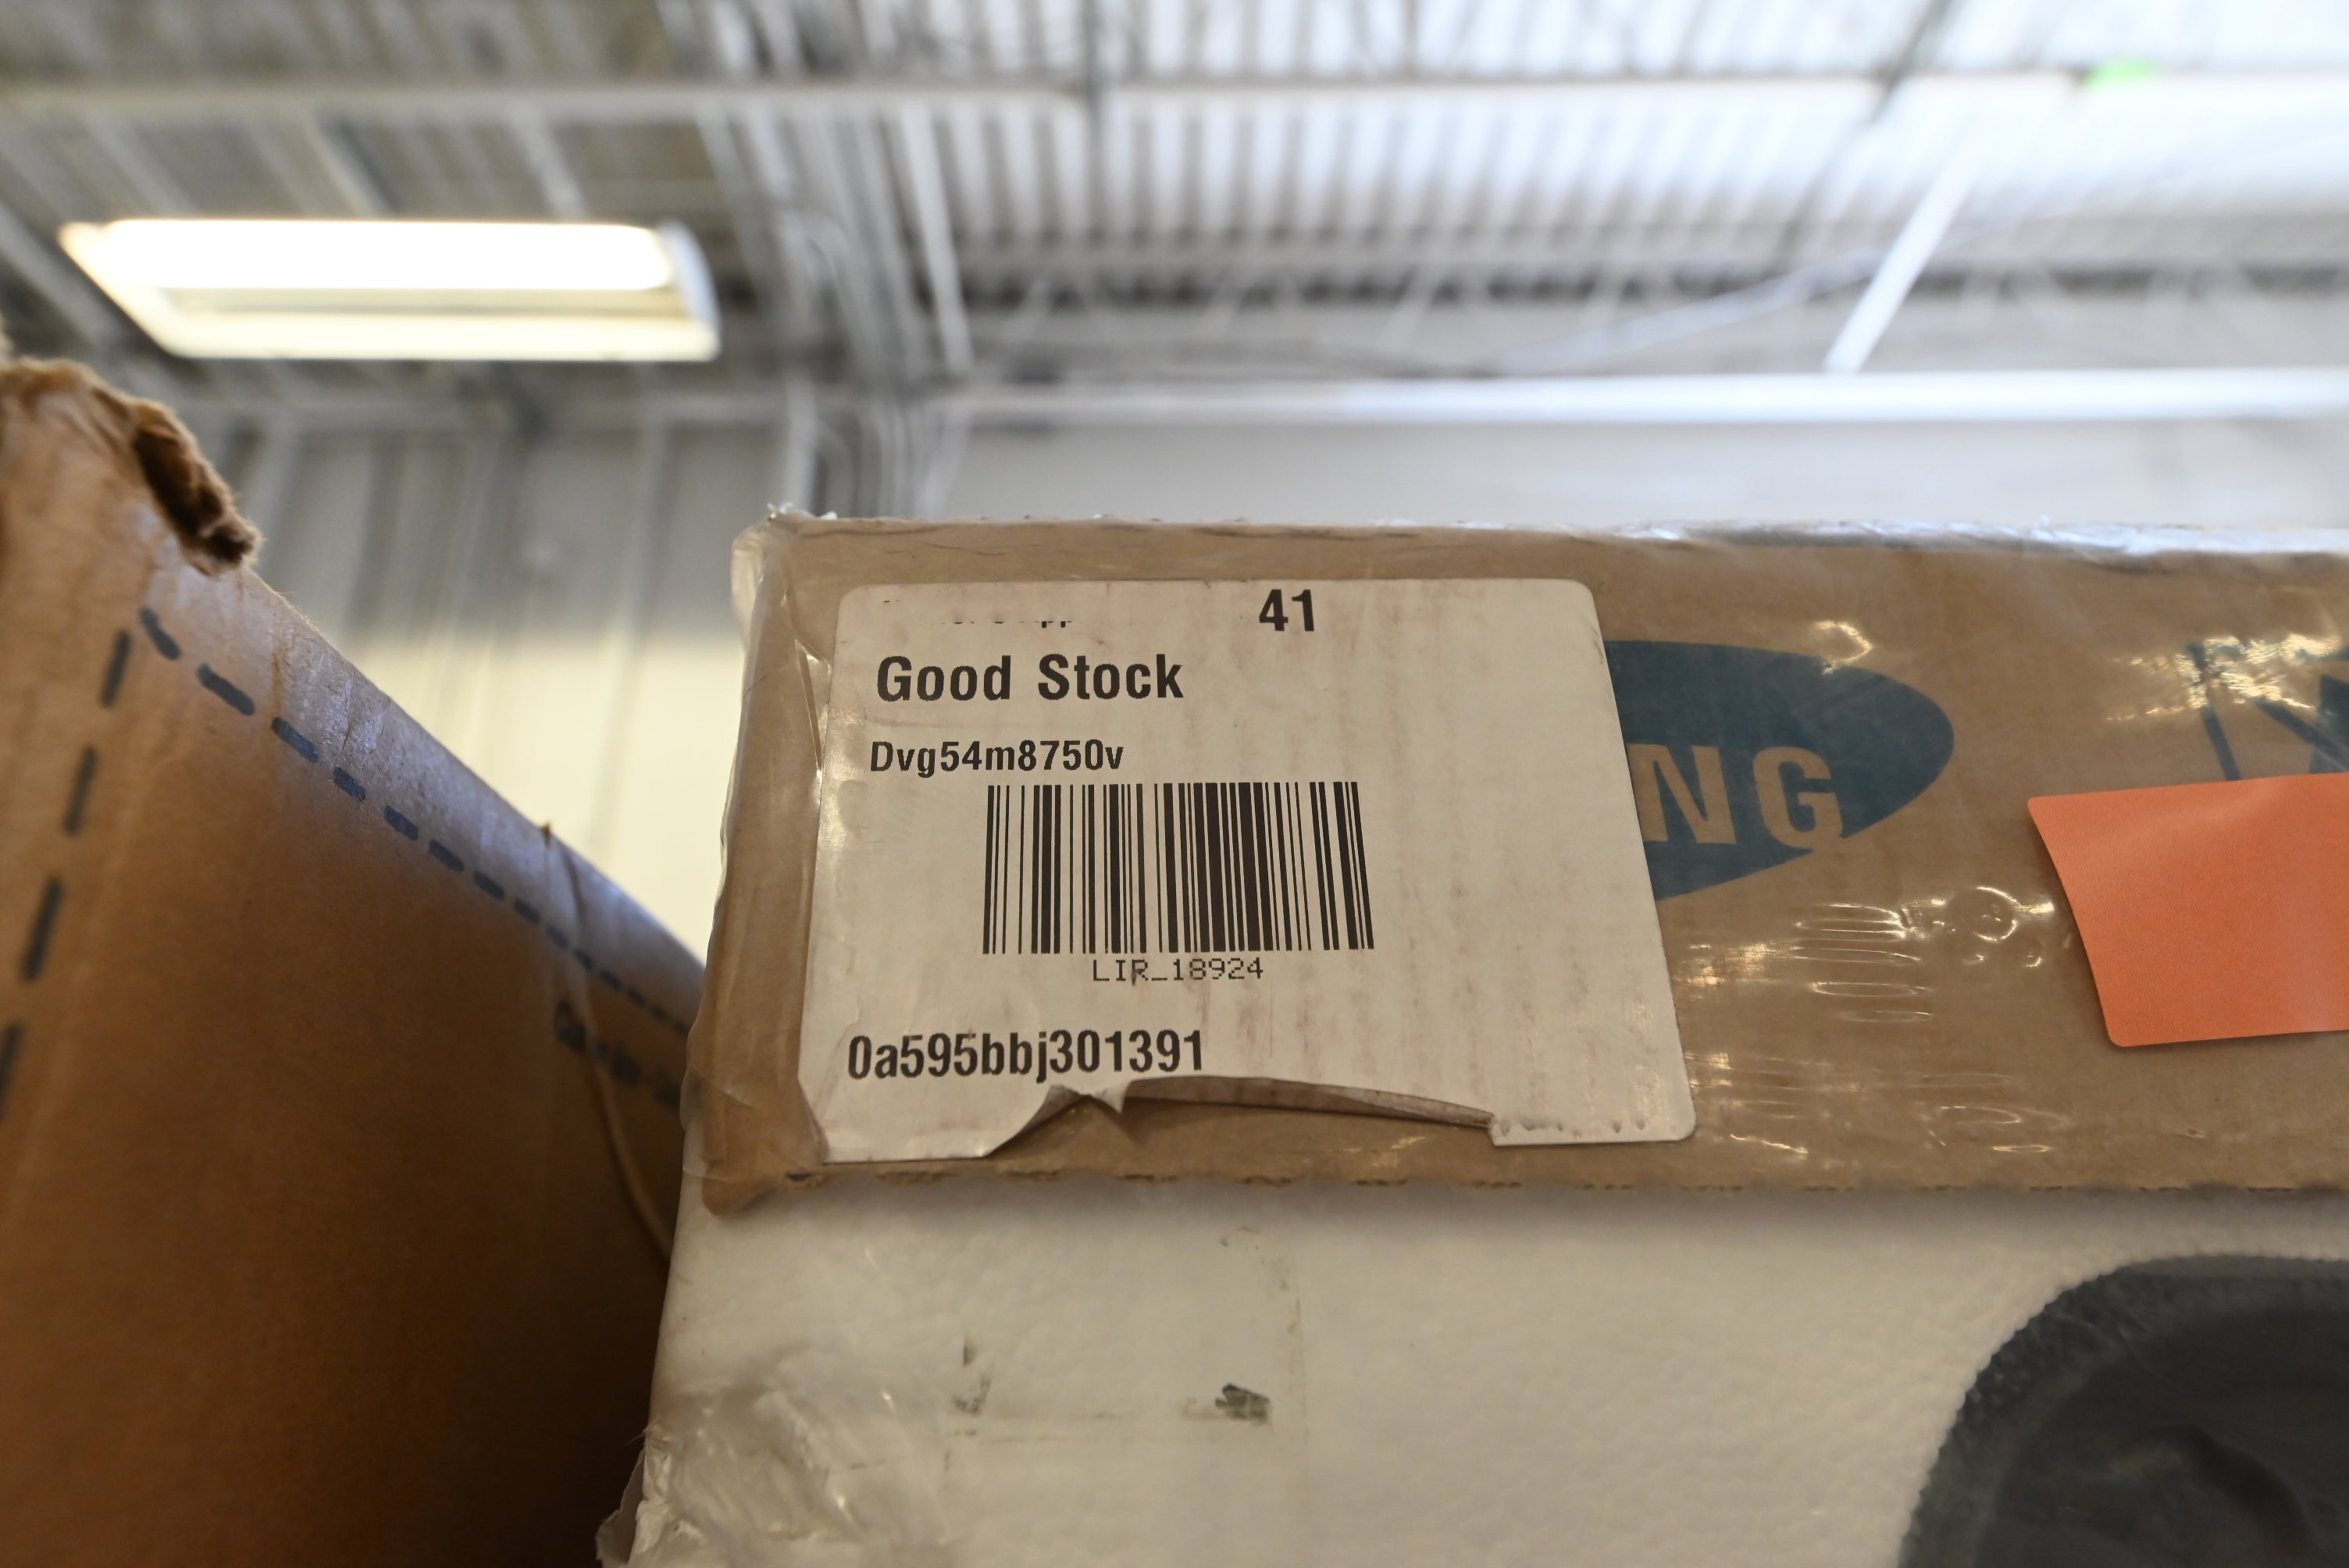 41
Good Stock
Dvg54m8750v
LIR_18924
0a595bbj301391
NG